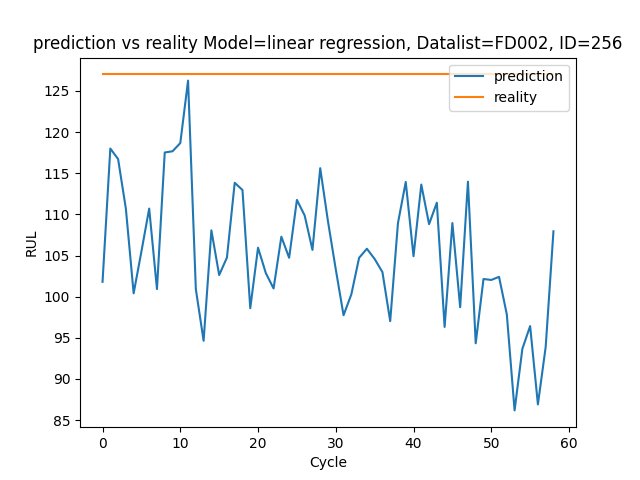 prediction vs reality Model=linear regression, Datalist=FD002, ID=256
prediction
reality
125
120
115
110
105
100
95
90
85
RUL
0 10 20 30 40 50 60
Cycle